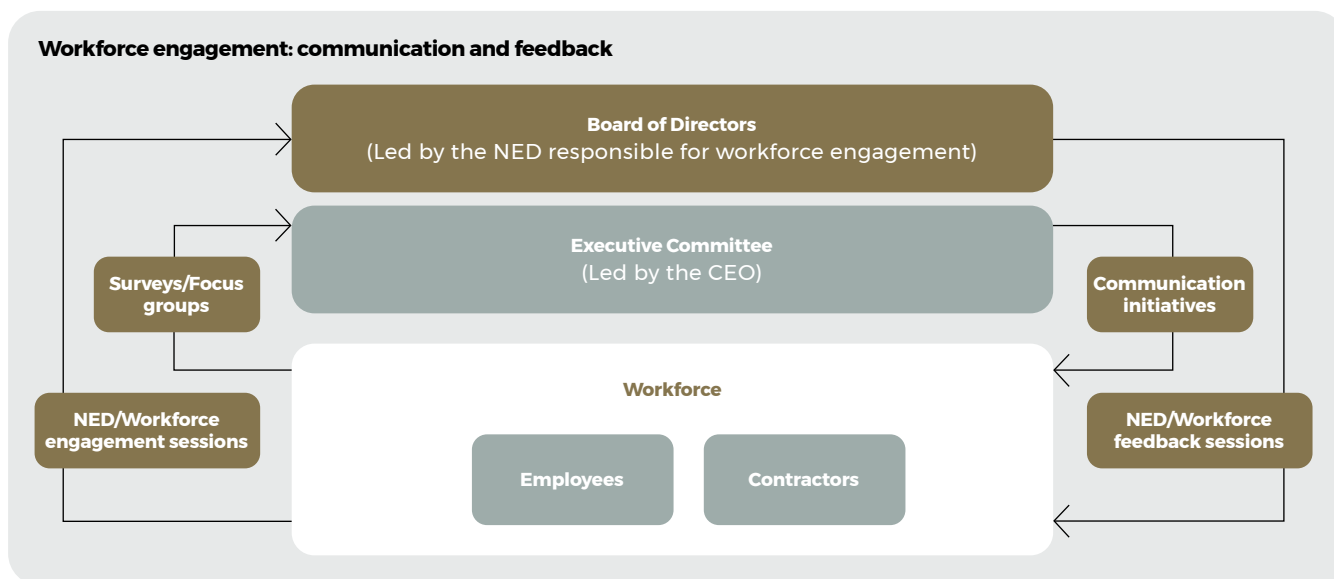 Workforce engagement: communication and feedback
Board of Directors
(Led by the NED responsible for workforce engagement)
Executive Committee
(Led by the CEO)
Surveys/Focus
groups
Communication
initiatives
Workforce
NED/Workforce
engagement sessions
NED/Workforce
feedback sessions
Employees
Contractors